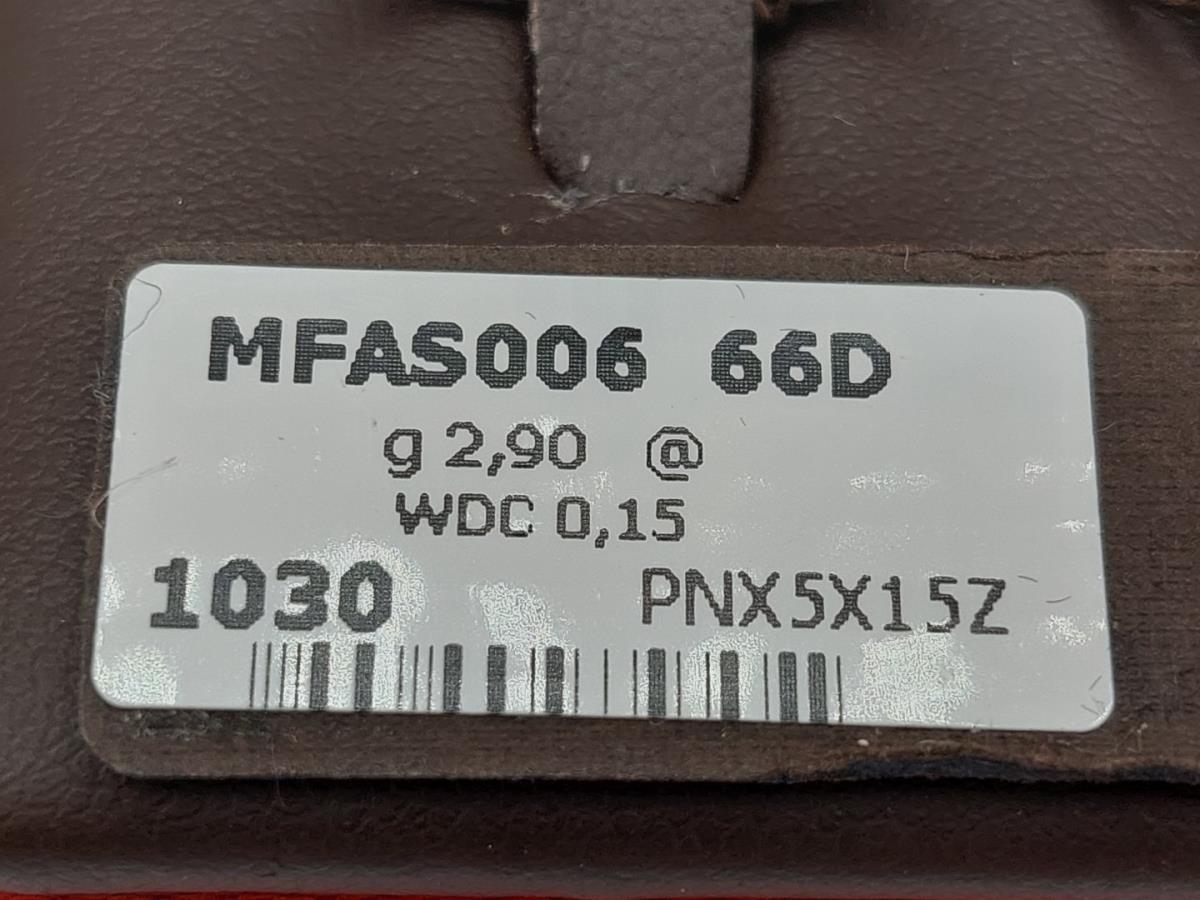 MFAS006 66D
g 2,90 @
WDC 0,15
1030 PNX5X15Z